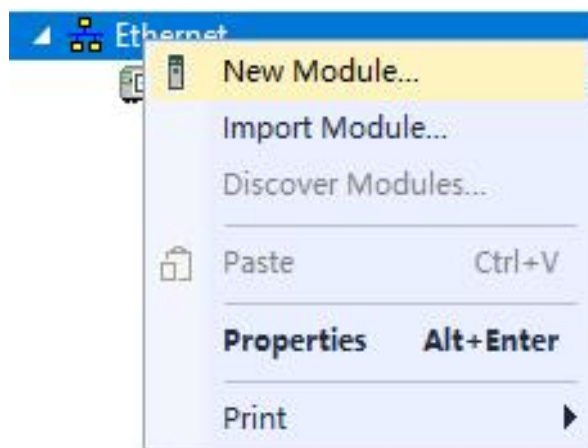 Ethernet
New Module...
Import Module...
Discover Modules...
Paste Ctrl+V
Properties Alt+Enter
Print